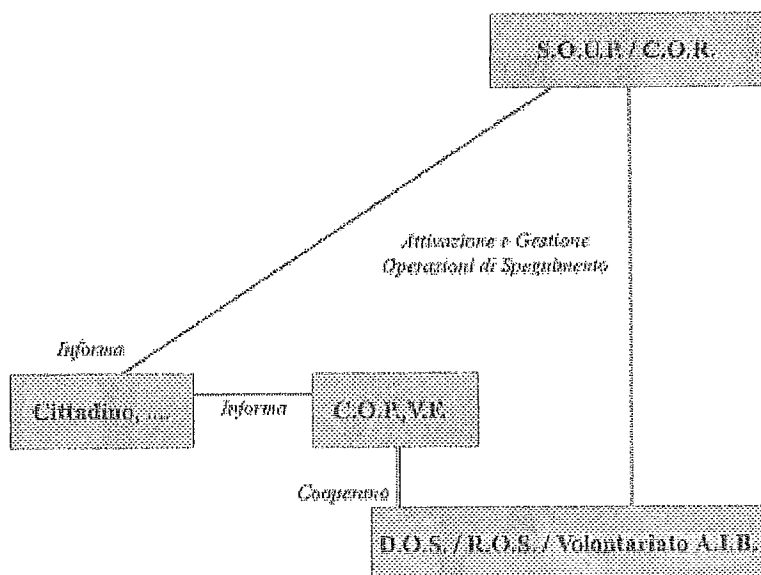 S.O.U.P. / C.O.R.
Attivazione e Gestione
Operazioni di Spegnimento
Informa
Cittadino, ....
Informa
C.O.P.,V.F.
Cooperano
D.O.S. / R.O.S. / Volontariato A.I.B.